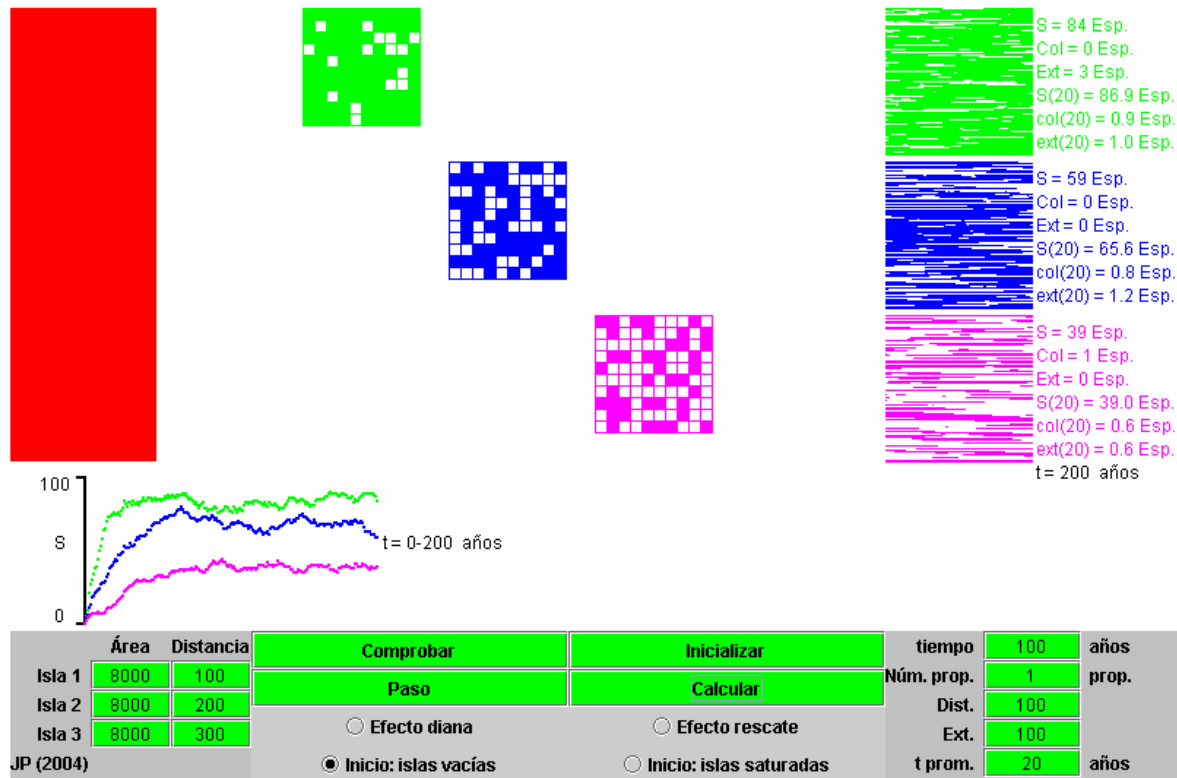 S = 84 Esp.
Col = 0 Esp.
Ext = 3 Esp.
S(20) = 86.9 Esp.
col(20) = 0.9 Esp.
ext(20) = 1.0 Esp.
S = 59 Esp.
Col = 0 Esp.
Ext = 0 Esp.
S(20) = 65.6 Esp.
col(20) = 0.8 Esp.
ext(20) = 1.2 Esp.
S = 39 Esp.
Col = 1 Esp.
Ext = 0 Esp.
S(20) = 39.0 Esp.
col(20) = 0.6 Esp.
ext(20) = 0.6 Esp.
t = 200 años
100
S
0
t = 0-200 años
Área Distancia
Isla 1 8000 100
Isla 2 8000 200
Isla 3 8000 300
JP (2004)
Comprobar Inicializar
Paso Calcular
Efecto diana Efecto rescate
Inicio: islas vacías Inicio: islas saturadas
tiempo 100 años
Núm. prop. 1 prop.
Dist. 100
Ext. 100
t prom. 20 años